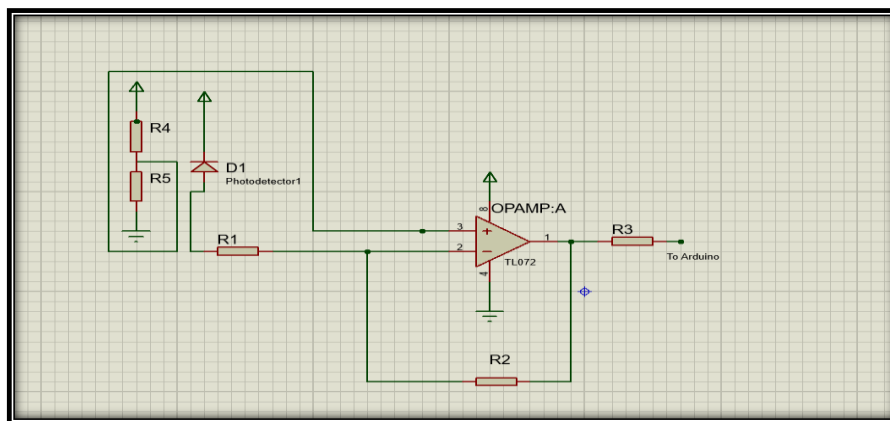 R4
R5
D1
Photodetector1
R1
8
OPAMP:A
3
2
1
4
TL072
R3
To Arduino
R2